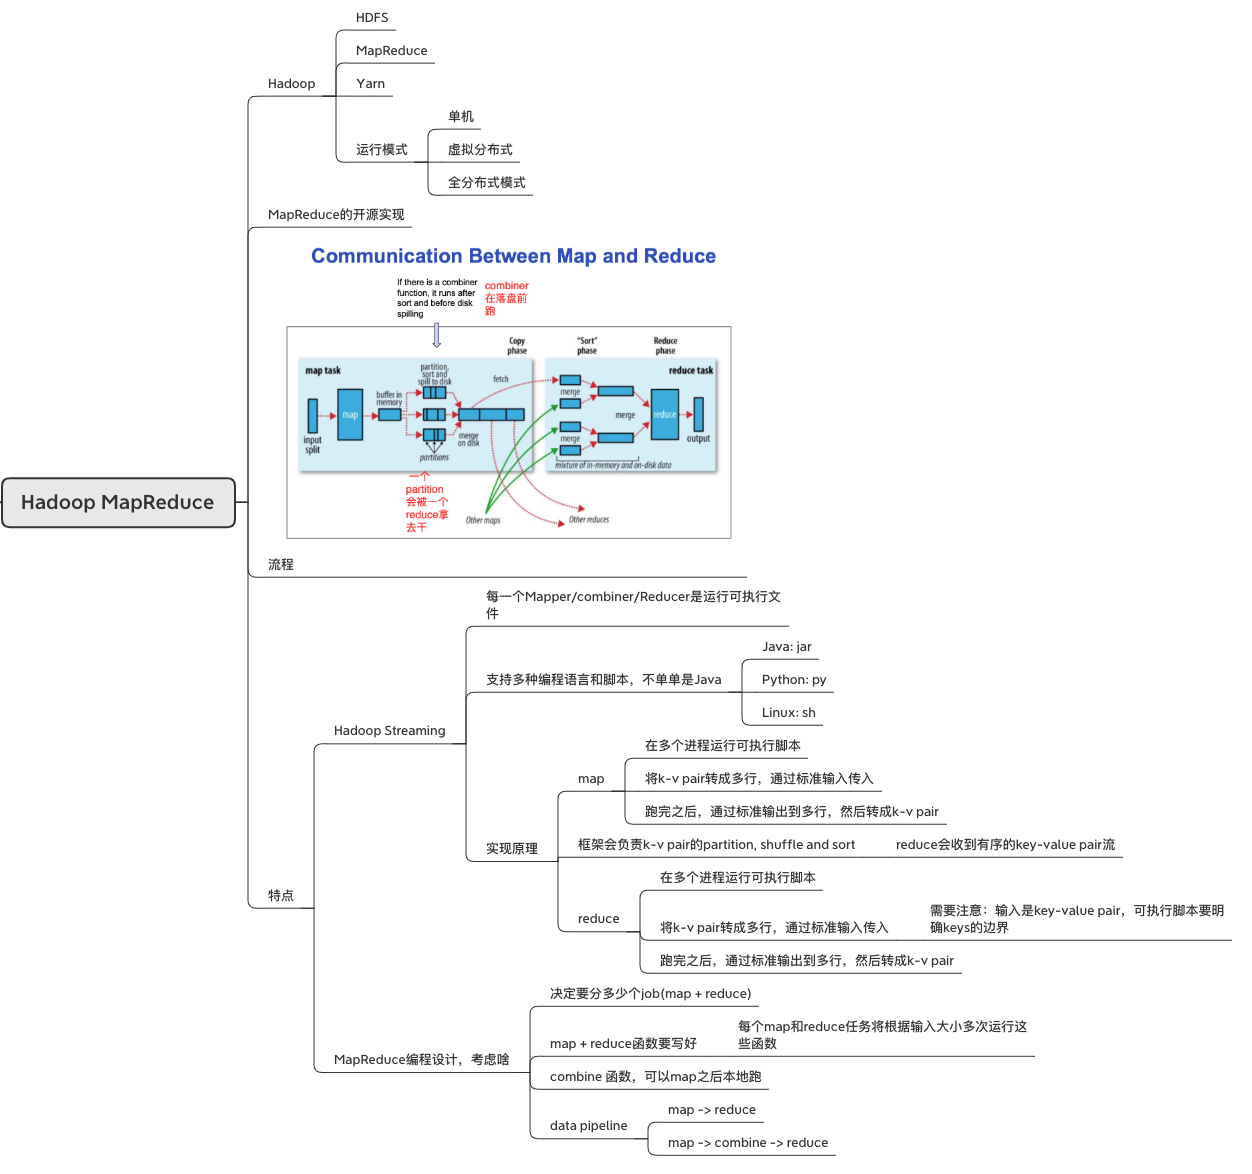 HDFS
MapReduce
Hadoop
Yarn
单机
运行模式
虚拟分布式
全分布式模式
MapReduce的开源实现
Communication Between Map and Reduce
If there is a combiner
function, it runs after
sort and before disk
spilling
combiner
在落盘前
跑
Copy
phase
"Sort"
phase
Reduce
phase
map task
partition,
sort and
spill to disk
fetch
reduce task
buffer in
memory
map
merge
merge
reduce
input
split
merge
on disk
merge
output
partitions
mixture of in-memory and on-disk data
一个
partition
会被一个
reduce拿
去干
Other maps
Other reduces
Hadoop MapReduce
流程
每一个Mapper/combiner/Reducer是运行可执行文
件
Java: jar
支持多种编程语言和脚本，不单单是Java
Python: py
Linux: sh
Hadoop Streaming
在多个进程运行可执行脚本
map
将k-v pair转成多行，通过标准输入传入
跑完之后，通过标准输出到多行，然后转成k-v pair
实现原理
框架会负责k-v pair的partition, shuffle and sort
reduce会收到有序的key-value pair流
在多个进程运行可执行脚本
特点
reduce
将k-v pair转成多行，通过标准输入传入
需要注意：输入是key-value pair，可执行脚本要明
确keys的边界
跑完之后，通过标准输出到多行，然后转成k-v pair
决定要分多少个job(map + reduce)
map + reduce函数要写好
每个map和reduce任务将根据输入大小多次运行这
些函数
MapReduce编程设计，考虑啥
combine 函数，可以map之后本地跑
map -> reduce
data pipeline
map -> combine -> reduce